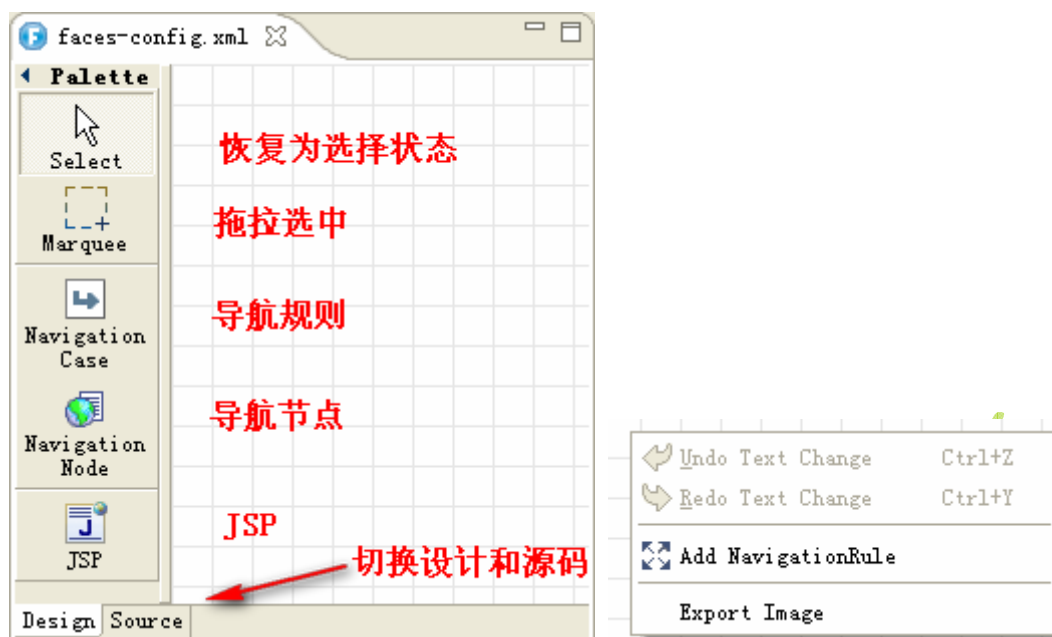 faces-config.xml
Palette
Select
恢复为选择状态
Marquee
拖拉选中
Navigation
Case
导航规则
Navigation
Node
导航节点
JSP
JSP
切换设计和源码
Design Source
Undo Text Change Ctrl+Z
Redo Text Change Ctrl+Y
Add NavigationRule
Export Image